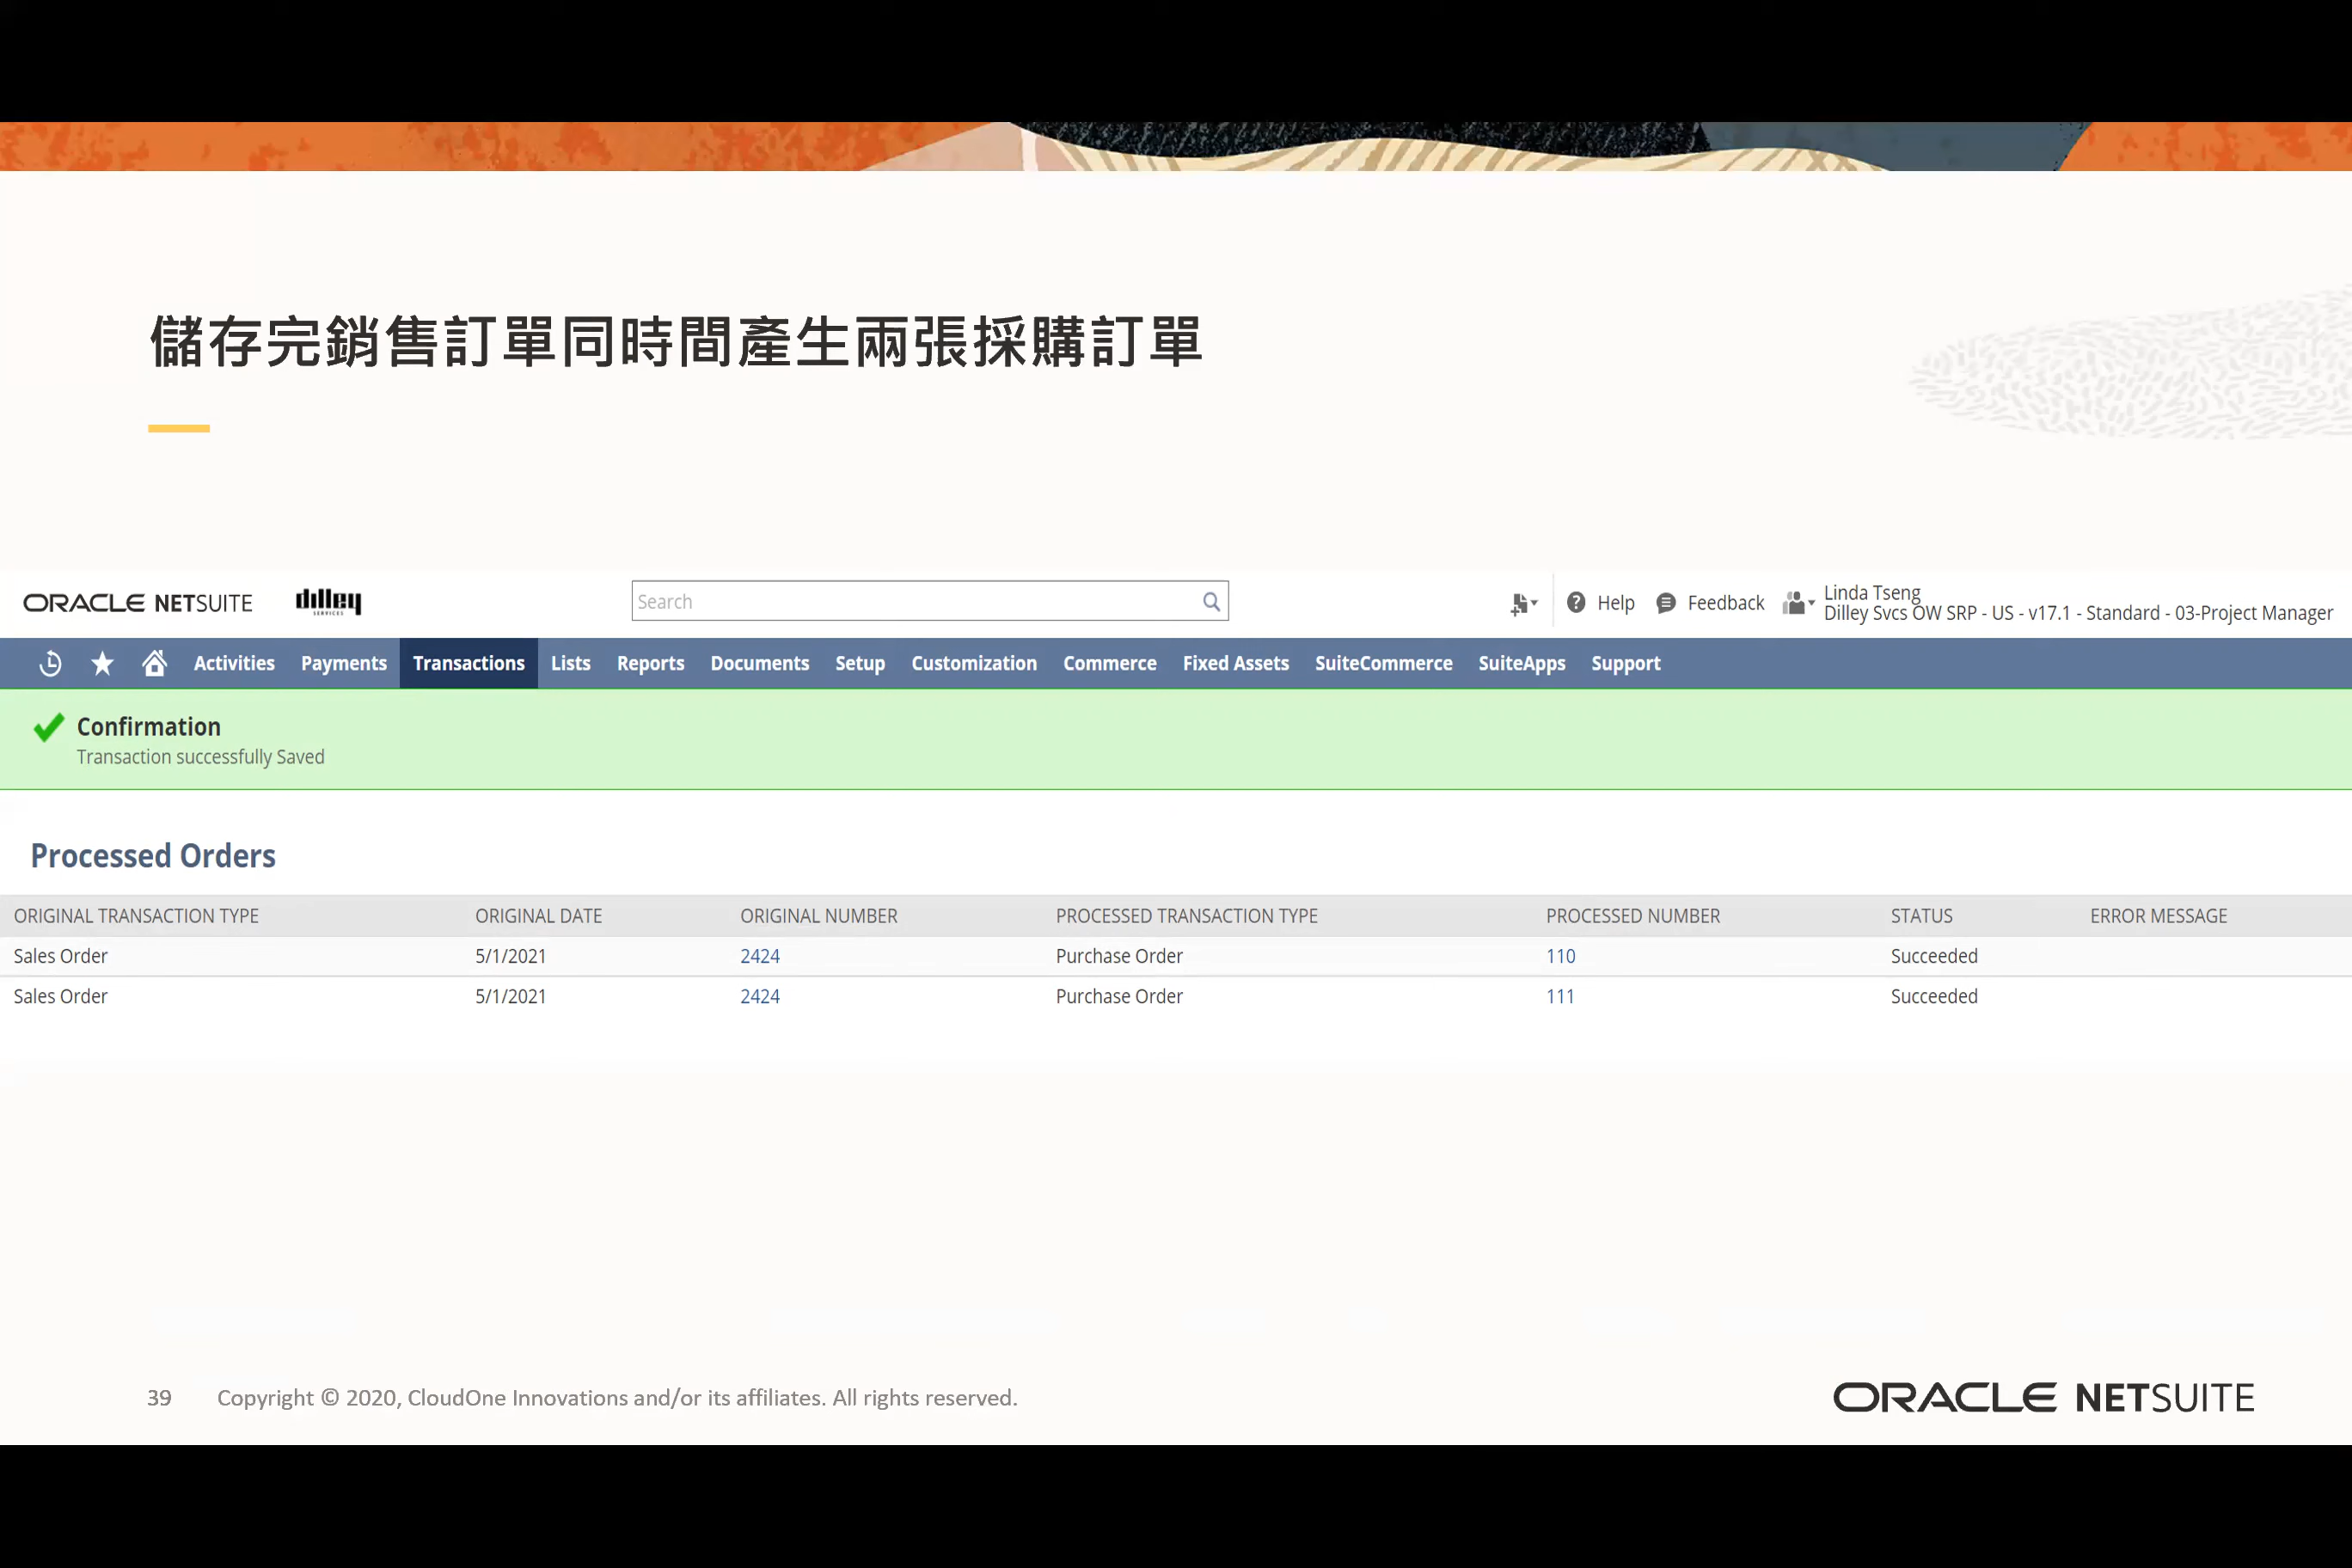 儲存完銷售訂單同時間產生兩張採購訂單
ORACLE NETSUITE dilley SERVICES Search Help Feedback Linda Tseng
Dilley Svcs OW SRP - US - v17.1 - Standard - 03-Project Manager
Activities Payments Transactions Lists Reports Documents Setup Customization Commerce Fixed Assets SuiteCommerce SuiteApps Support
Confirmation
Transaction successfully Saved
Processed Orders
ORIGINAL TRANSACTION TYPE ORIGINAL DATE ORIGINAL NUMBER PROCESSED TRANSACTION TYPE PROCESSED NUMBER STATUS ERROR MESSAGE
Sales Order 5/1/2021 2424 Purchase Order 110 Succeeded
Sales Order 5/1/2021 2424 Purchase Order 111 Succeeded
39 Copyright © 2020, CloudOne Innovations and/or its affiliates. All rights reserved. ORACLE NETSUITE